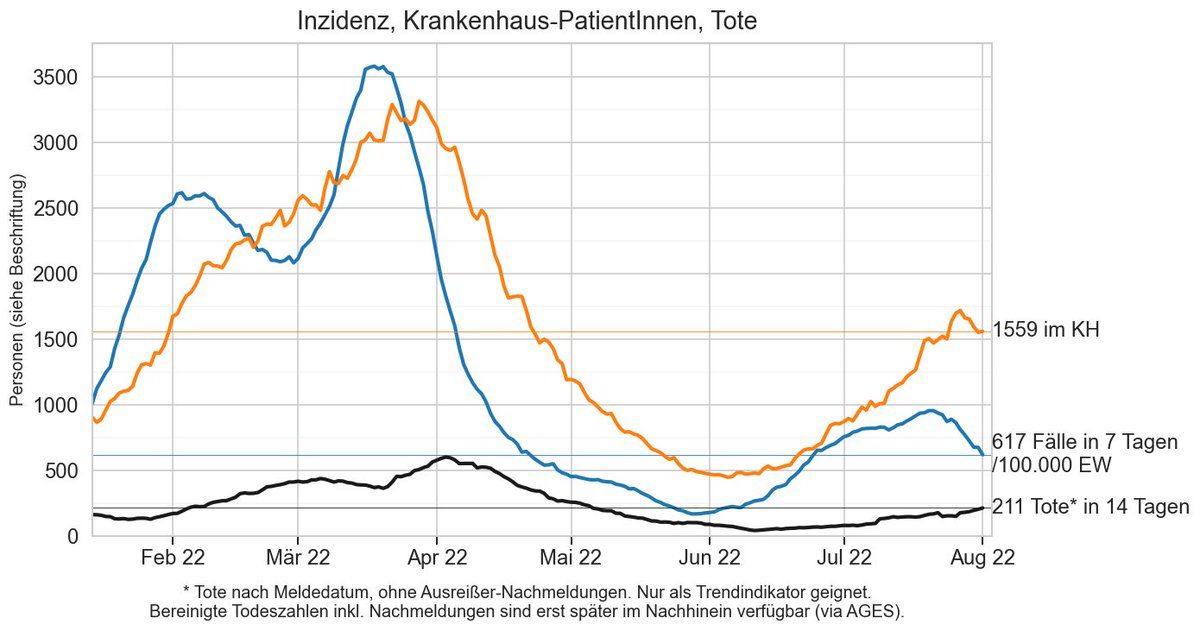 Inzidenz, Krankenhaus-PatientInnen, Tote
Personen (siehe Beschriftung)
3500
3000
2500
2000
1500
1000
500
0
1559 im KH
617 Fälle in 7 Tagen
/100.000 EW
211 Tote* in 14 Tagen
Feb 22 Mär 22 Apr 22 Mai 22 Jun 22 Jul 22 Aug 22
* Tote nach Meldedatum, ohne Ausreißer-Nachmeldungen. Nur als Trendindikator geeignet.
Bereinigte Todeszahlen inkl. Nachmeldungen sind erst später im Nachhinein verfügbar (via AGES).